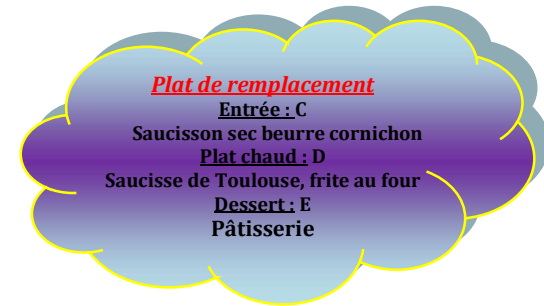 Plat de remplacement
Entrée : C
Saucisson sec beurre cornichon
Plat chaud : D
Saucisse de Toulouse, frite au four
Dessert : E
Pâtisserie